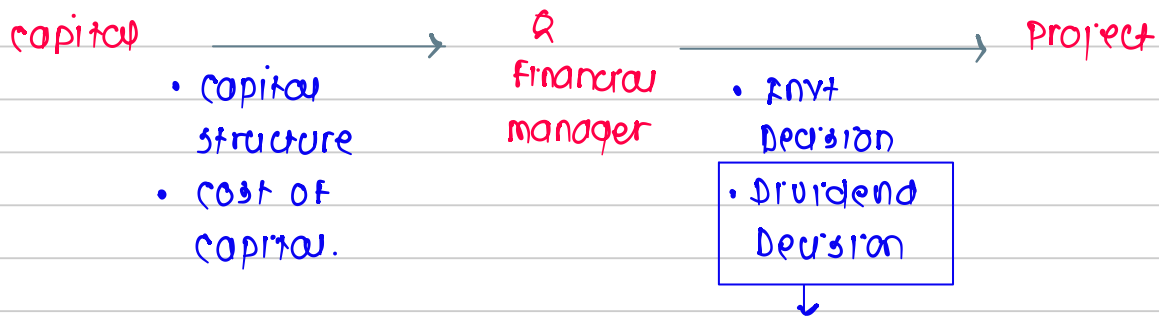 Capital → Q → Project
Financial
manager
• Capital
structure
• Cost of
Capital.
• Invt
Decision
• Dividend
Decision